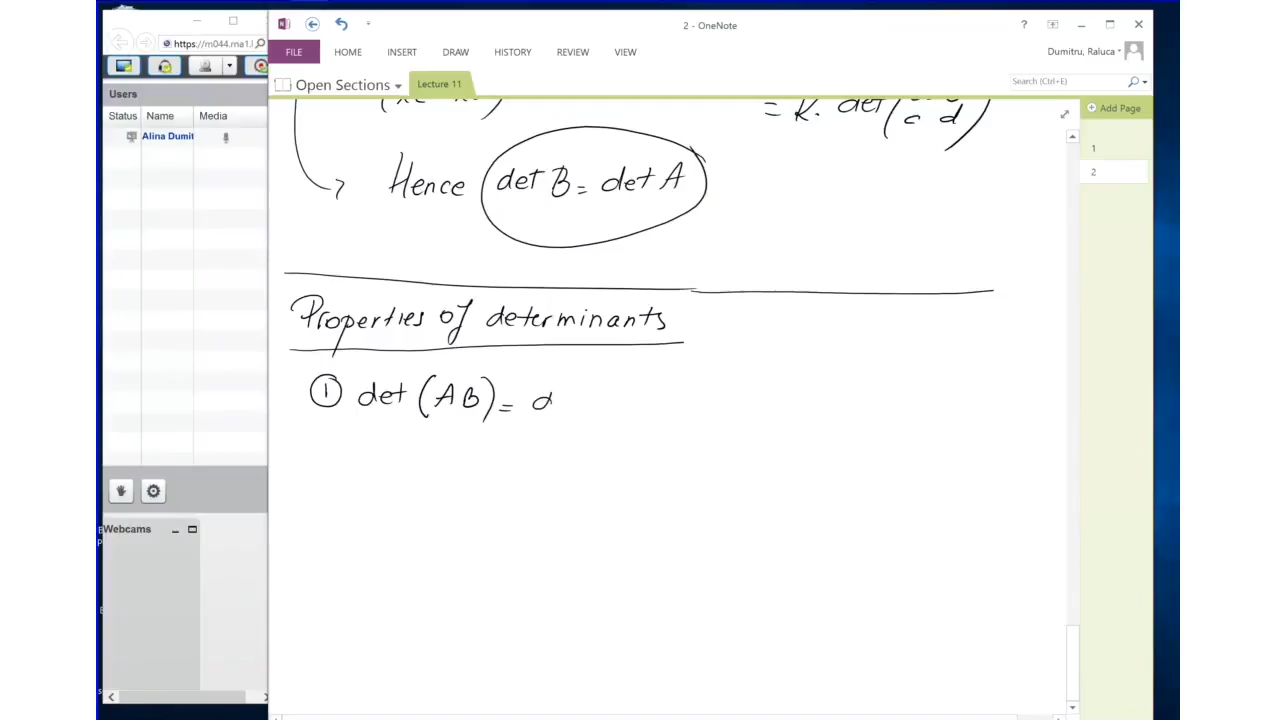 2 - OneNote
?
https://m044.ma1.l
Dumitru, Raluca
FILE HOME INSERT DRAW HISTORY REVIEW VIEW
Open Sections
Lecture 11
Search (Ctrl+E)
Users
Status Name Media
Alina Dumit
Add Page
1
2
= K. det( c d )
Hence det B = det A
Properties of determinants
① det (AB) = d
Webcams